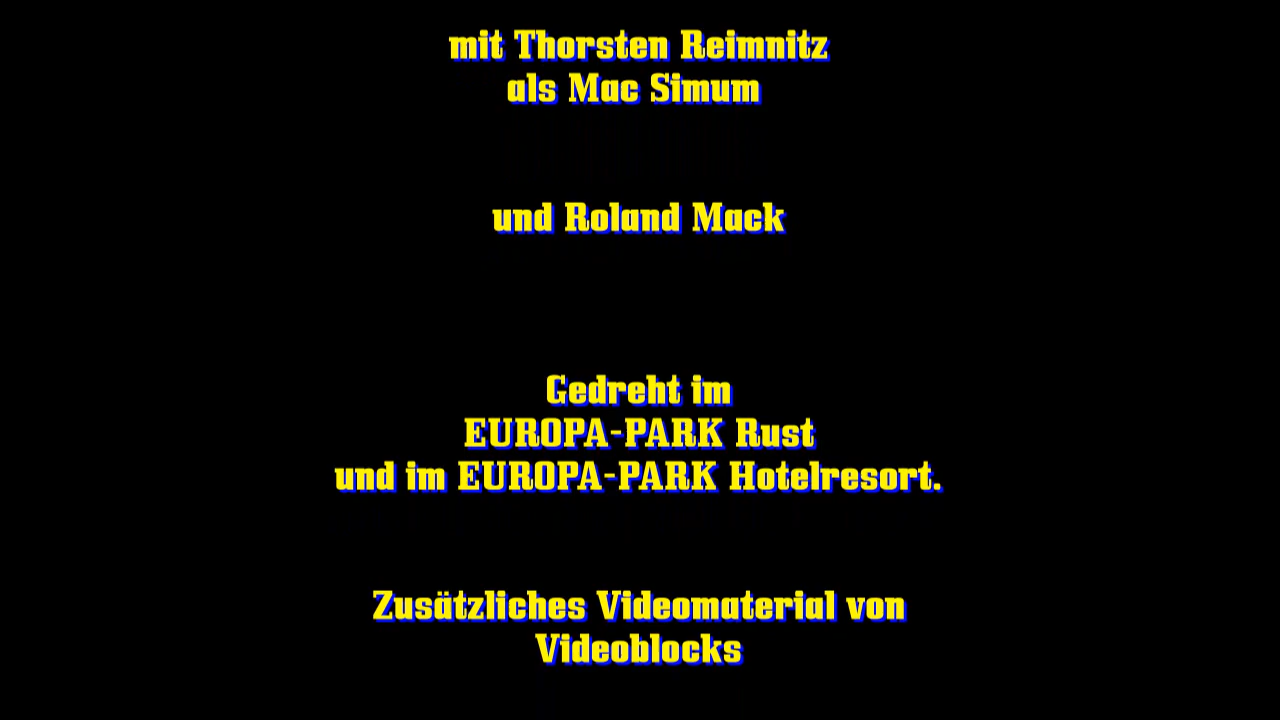 mit Thorsten Reimnitz
als Mac Simum
und Roland Mack
Gedreht im
EUROPA-PARK Rust
und im EUROPA-PARK Hotelresort.
Zusätzliches Videomaterial von
Videoblocks